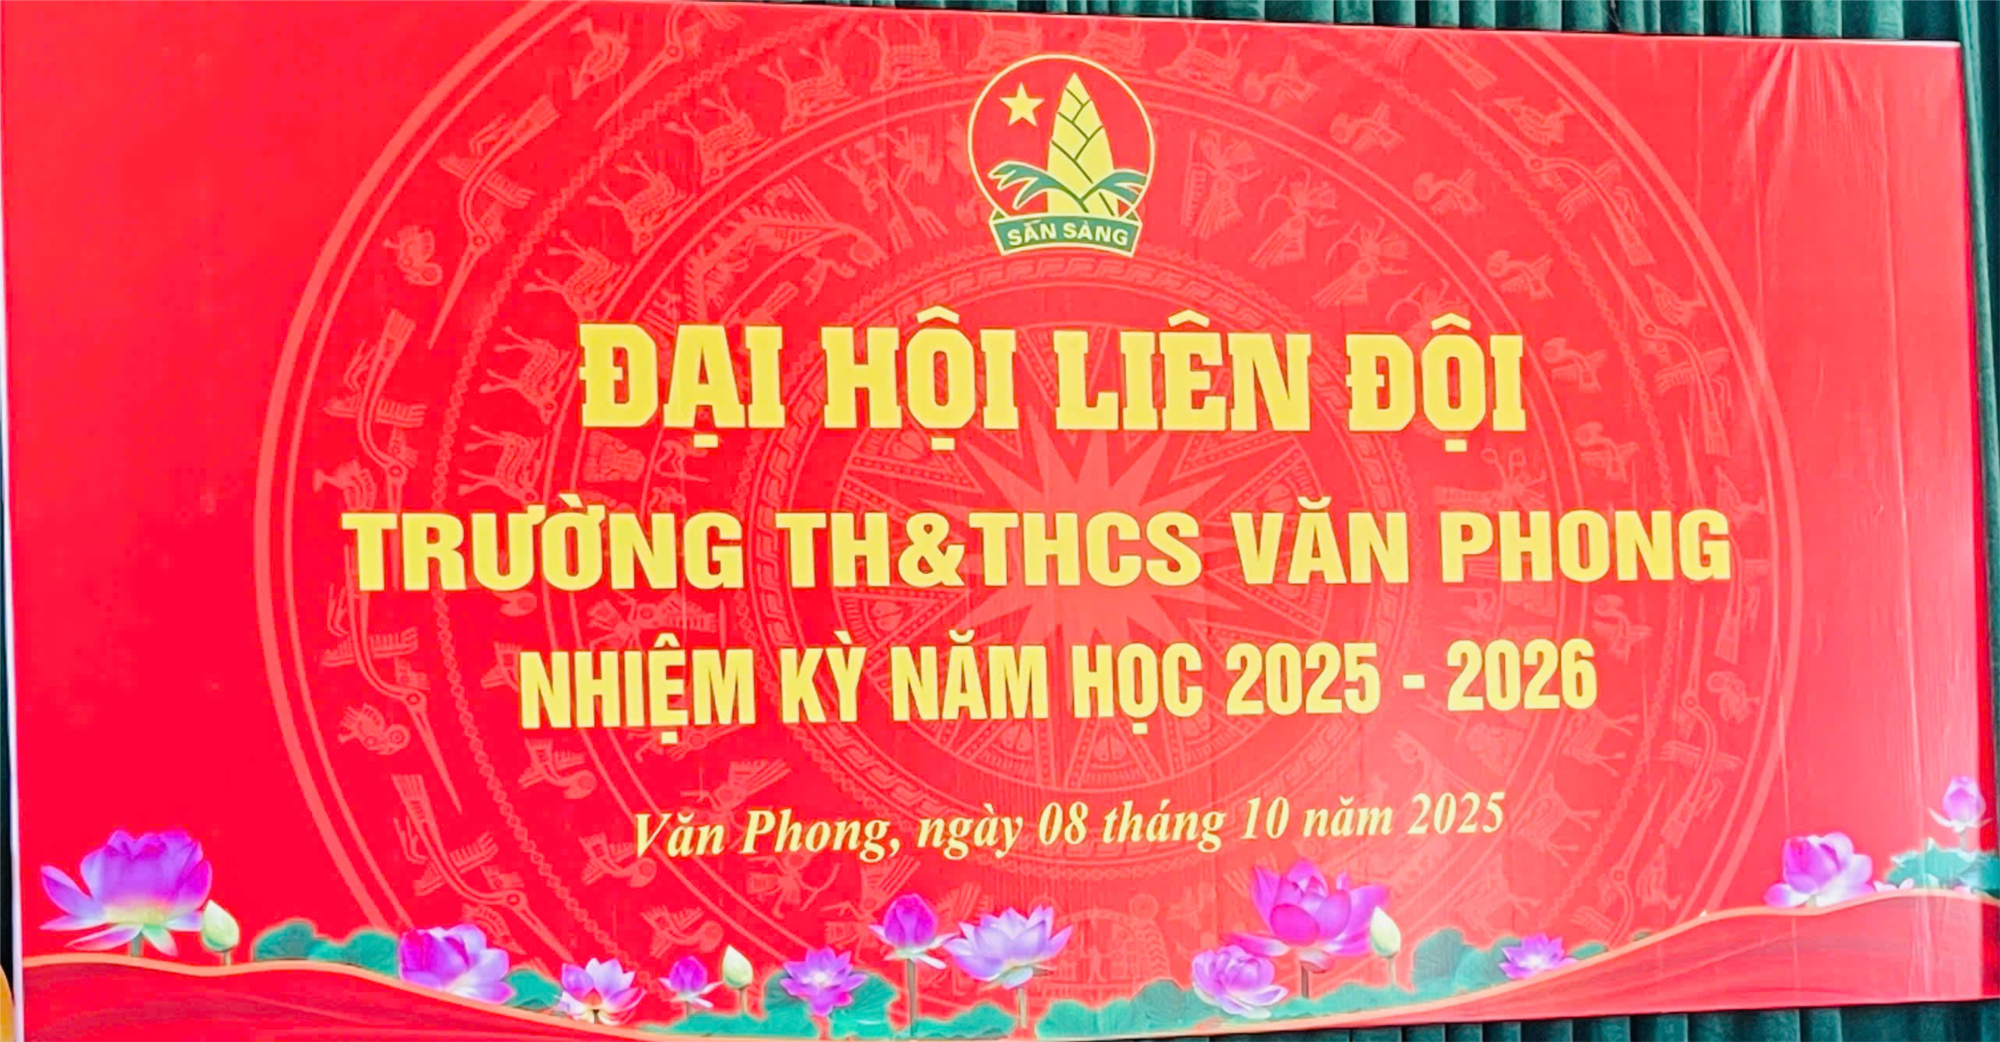 SẴN SÀNG
ĐẠI HỘI LIÊN ĐỘI
TRƯỜNG TH&THCS VĂN PHONG
NHIỆM KỲ NĂM HỌC 2025 - 2026
Văn Phong, ngày 08 tháng 10 năm 2025